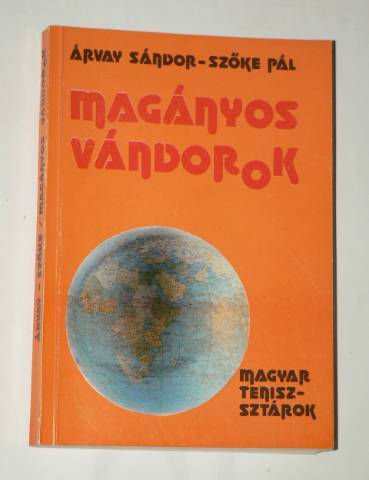 ÁRVAY SÁNDOR-SZŐKE PÁL
MAGÁNYOS
VÁNDOROK
MAGYAR
TENISZ-
SZTÁROK
ÁRVAY - SZŐKE / MAGÁNYOS VÁNDOROK